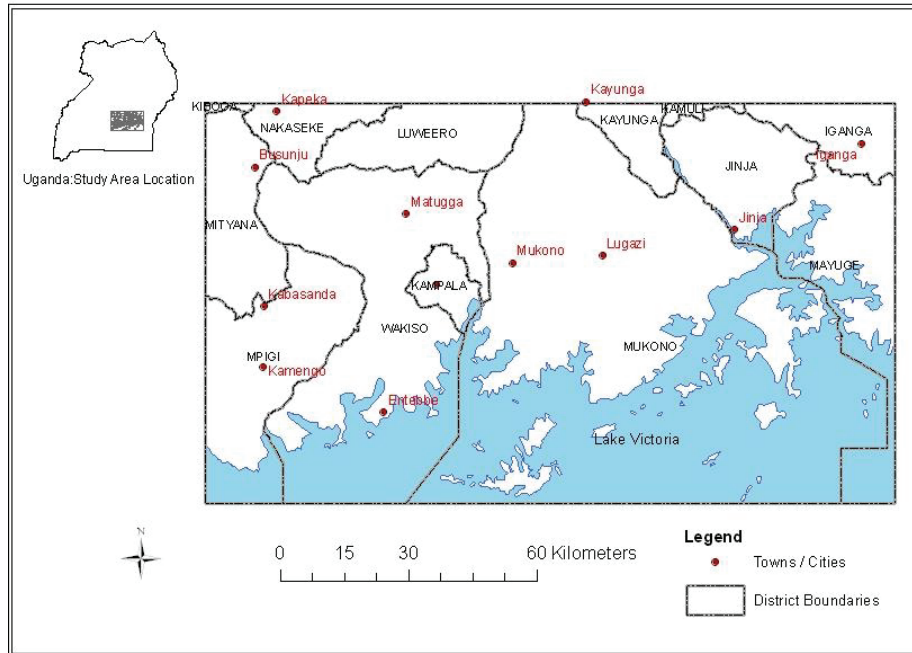 Uganda:Study Area Location
KIBOGA
Kapeka
Kayunga
KAMULI
NAKASEKE
LUWEERO
KAYUNGA
IGANGA
Busunju
JINJA
Iganga
MITYANA
Matugga
Jinja
Mukono
Lugazi
MAYUGE
KAMPALA
Kabasanda
WAKISO
MUKONO
MPIGI
Kamengo
Entebbe
Lake Victoria
N
0 15 30 60 Kilometers
Legend
Towns / Cities
District Boundaries